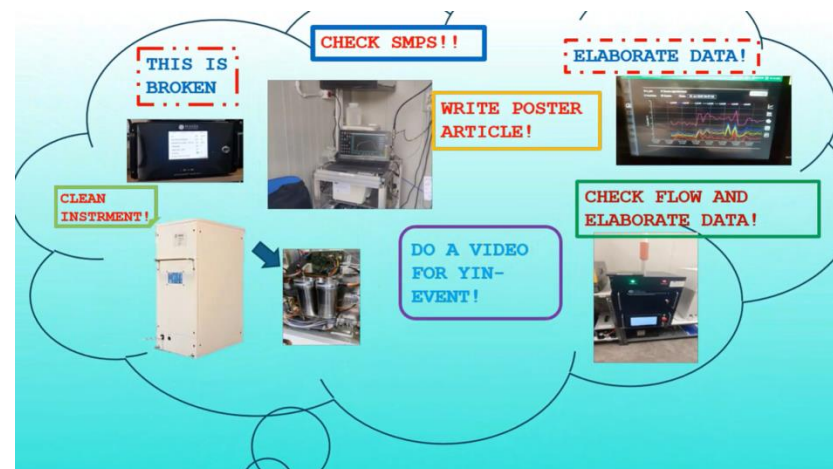 CHECK SMPS!!
THIS IS
BROKEN
ELABORATE DATA!
WRITE POSTER
ARTICLE!
CLEAN
INSTRMENT!
CHECK FLOW AND
ELABORATE DATA!
DO A VIDEO
FOR YIN-
EVENT!